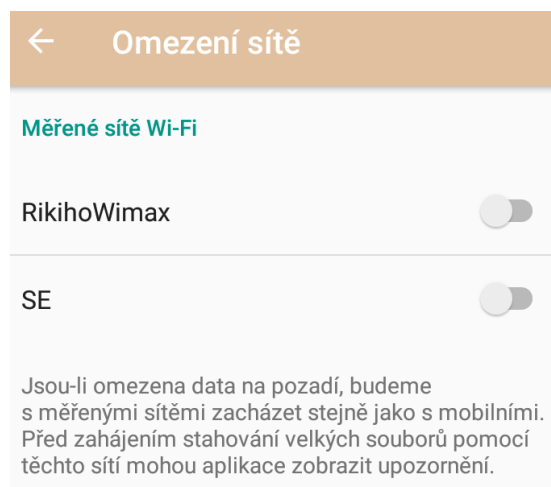 Omezení sítě
Měřené sítě Wi-Fi
RikihoWimax
SE
Jsou-li omezena data na pozadí, budeme
s měřenými sítěmi zacházet stejně jako s mobilními.
Před zahájením stahování velkých souborů pomocí
těchto sítí mohou aplikace zobrazit upozornění.